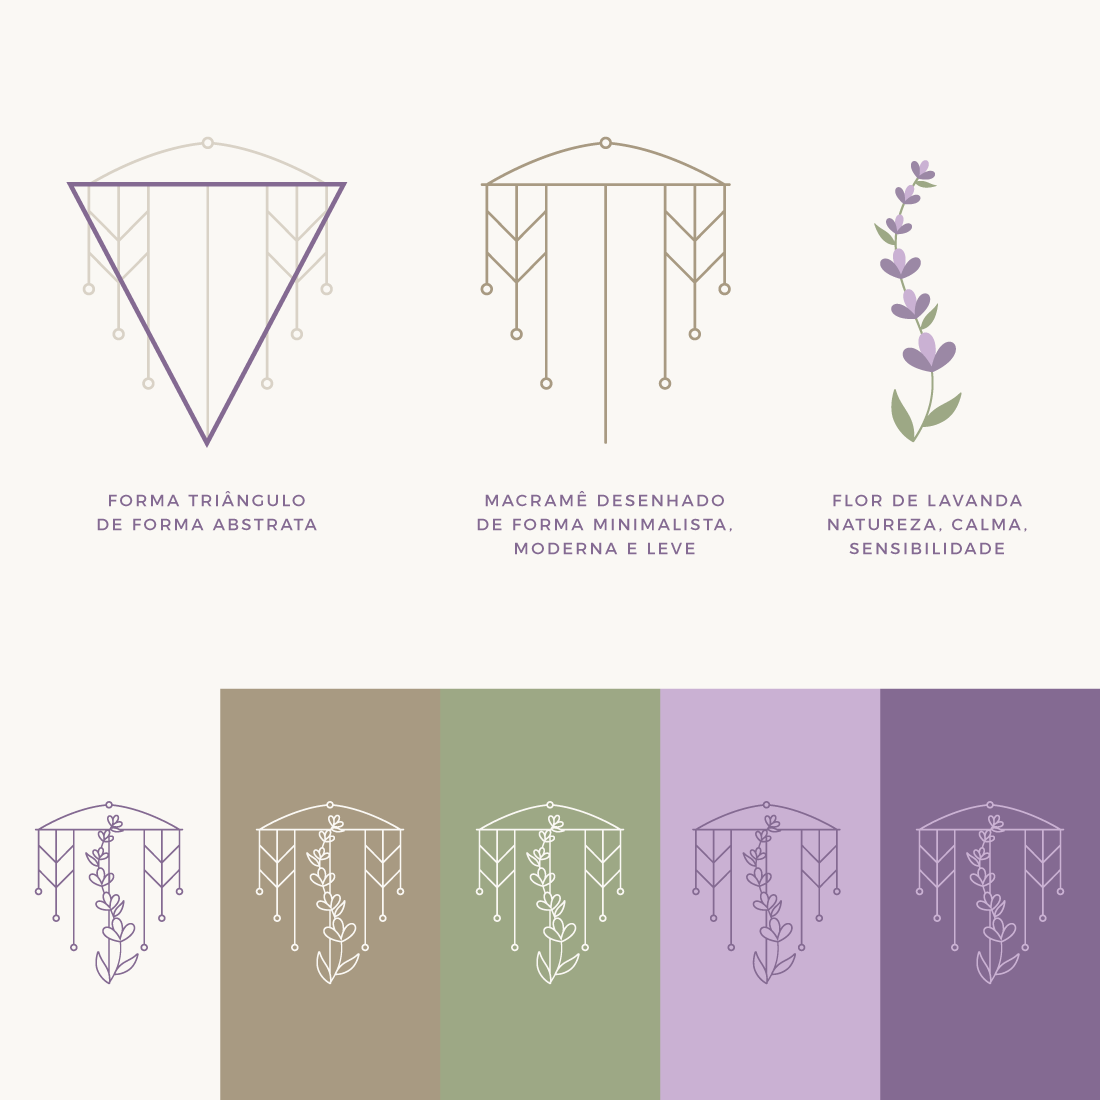 FORMA TRIÂNGULO
DE FORMA ABSTRATA
MACRAMÊ DESENHADO
DE FORMA MINIMALISTA,
MODERNA E LEVE
FLOR DE LAVANDA
NATUREZA, CALMA,
SENSIBILIDADE